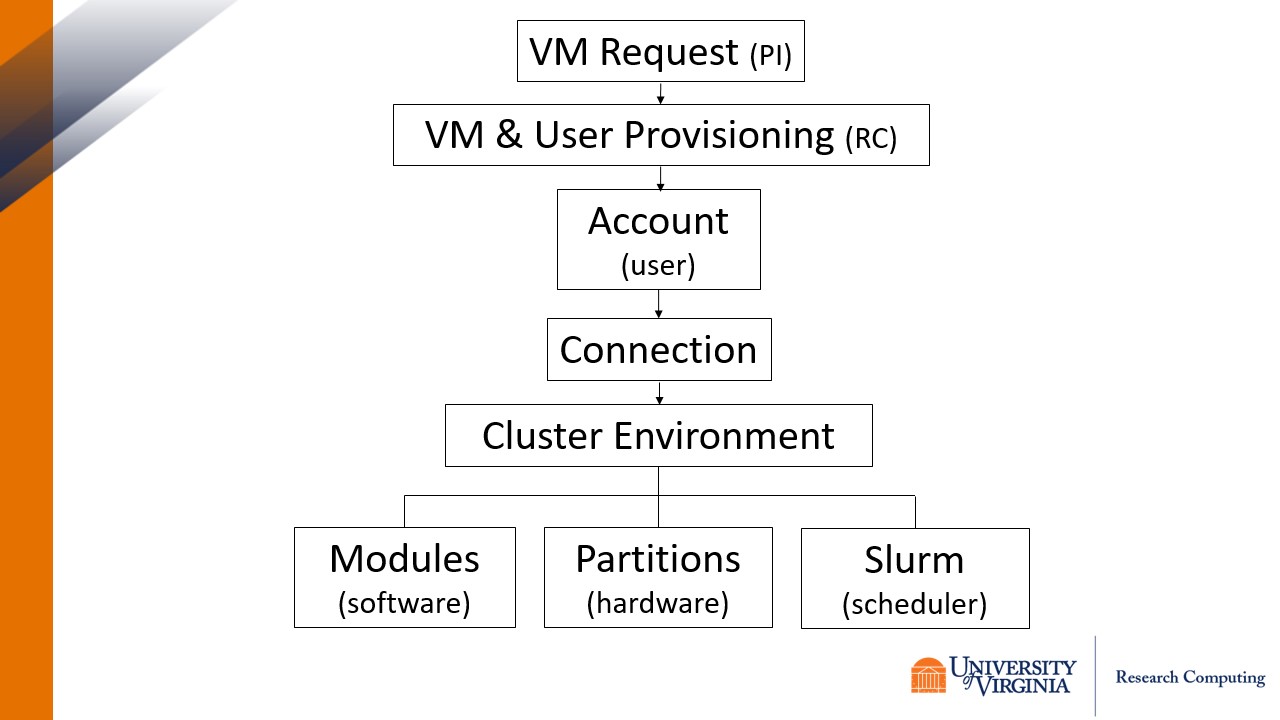 VM Request (PI)
VM & User Provisioning (RC)
Account
(user)
Connection
Cluster Environment
Modules
(software)
Partitions
(hardware)
Slurm
(scheduler)
UNIVERSITY
of VIRGINIA
Research Computing